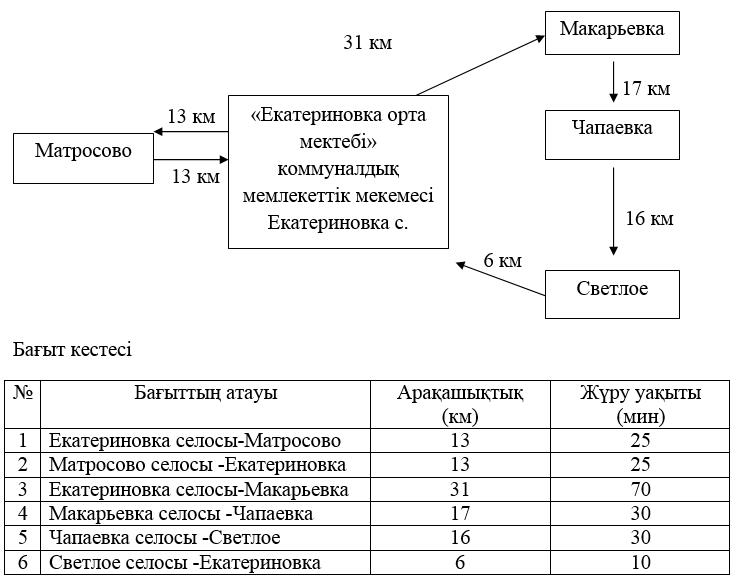 31 км
Макарьевка
17 км
13 км
«Екатериновка орта
мектебі»
коммуналдық
мемлекеттік мекемесі
Екатериновка с.
Чапаевка
Матросово
13 км
16 км
6 км
Светлое
Бағыт кестесі
№ Бағыттың атауы Арақашықтық (км) Жүру уақыты (мин)
1 Екатериновка селосы-Матросово 13 25
2 Матросово селосы -Екатериновка 13 25
3 Екатериновка селосы-Макарьевка 31 70
4 Макарьевка селосы -Чапаевка 17 30
5 Чапаевка селосы -Светлое 16 30
6 Светлое селосы -Екатериновка 6 10